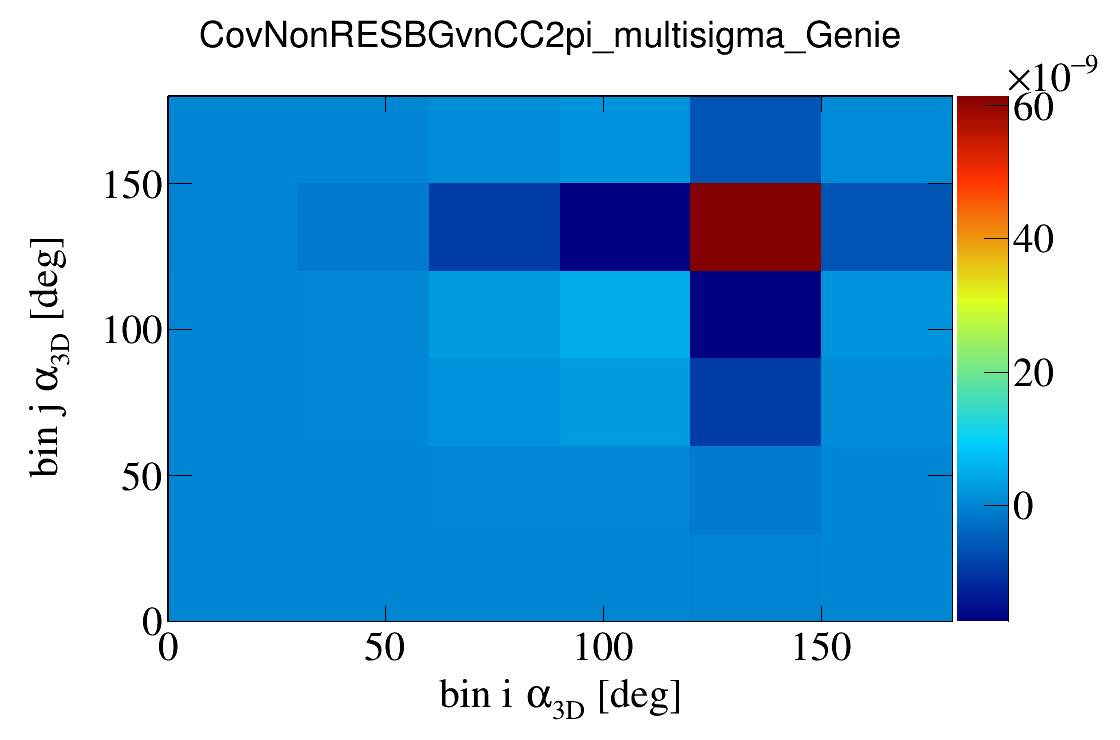 CovNonRESBGvnCC2pi_multisigma_Genie
×10⁻⁹
60
40
20
0
150
100
50
0
bin j α₃D [deg]
0 50 100 150
bin i α₃D [deg]